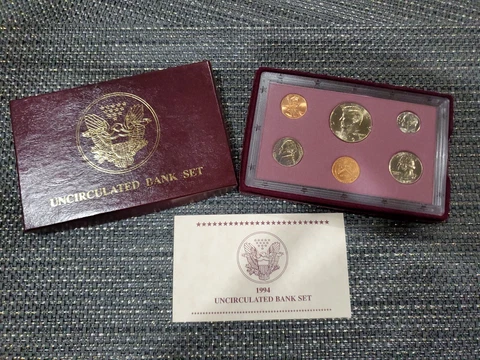 UNCIRCULATED BANK SET
1994
UNCIRCULATED BANK SET